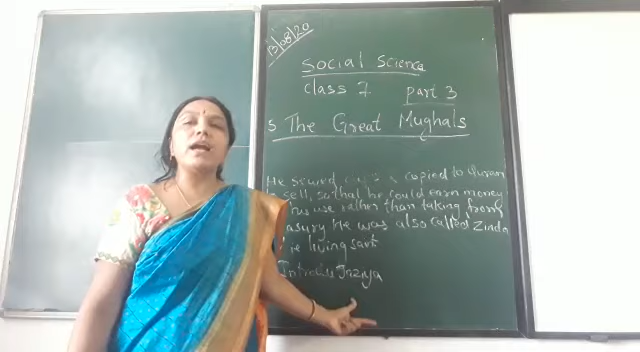 13/08/20
Social Science
class 7 part 3
5 The Great Mughals
He sewed caps & copied to Quran
sell, so that he could earn money
his use rather than taking from
asury He was also called Zinda
ie living
Introduce Jaziya